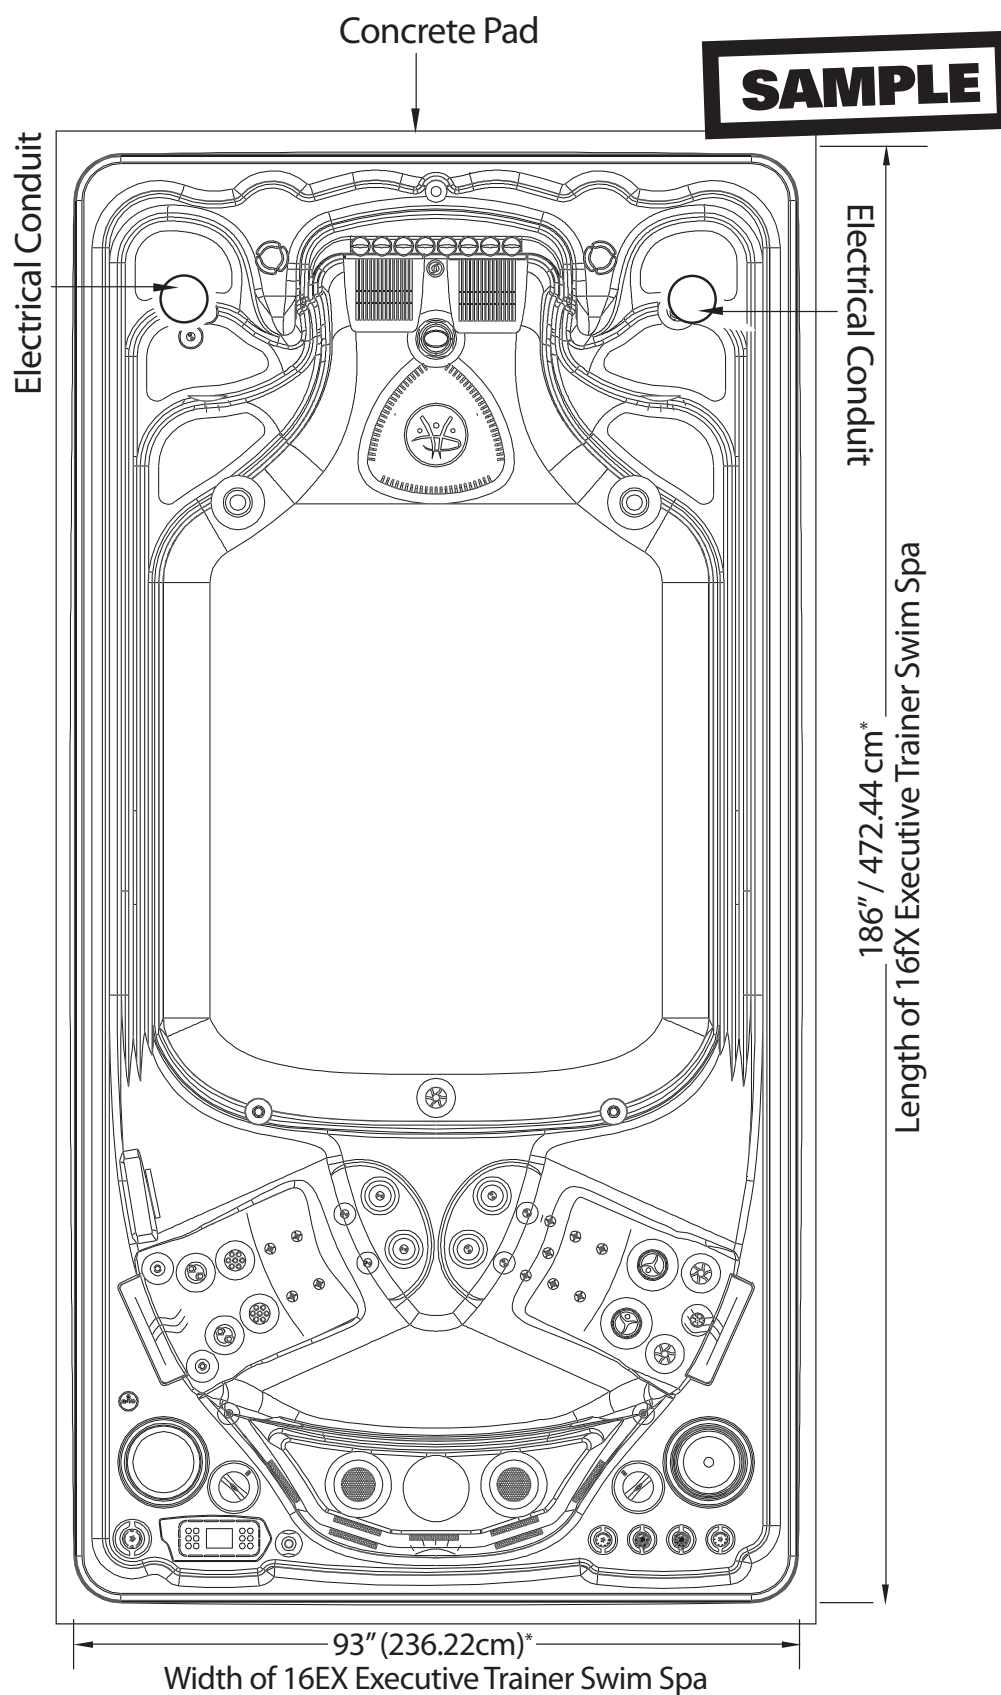 Concrete Pad
SAMPLE
Electrical Conduit
Electrical Conduit
186” / 472.44 cm*
Length of 16fX Executive Trainer Swim Spa
93” (236.22cm)*
Width of 16EX Executive Trainer Swim Spa